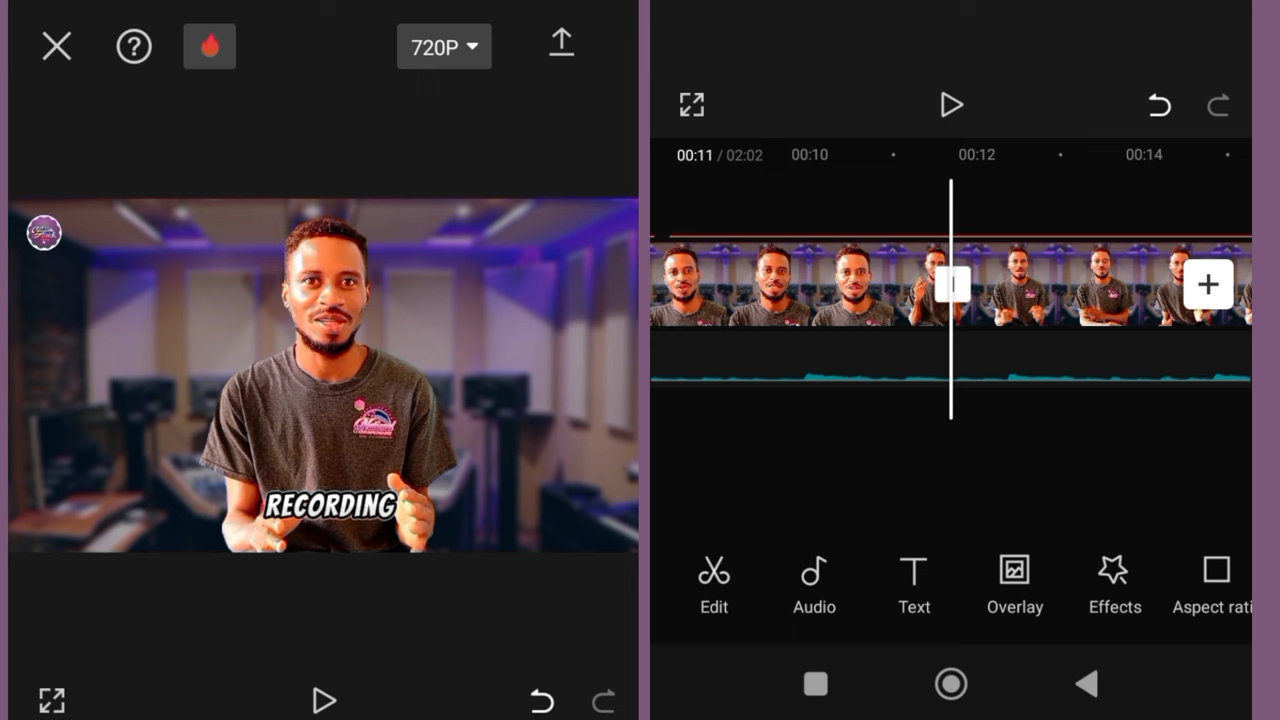 720P
RECORDING
00:11 / 02:02 00:10 00:12 00:14
Edit Audio Text Overlay Effects Aspect rati